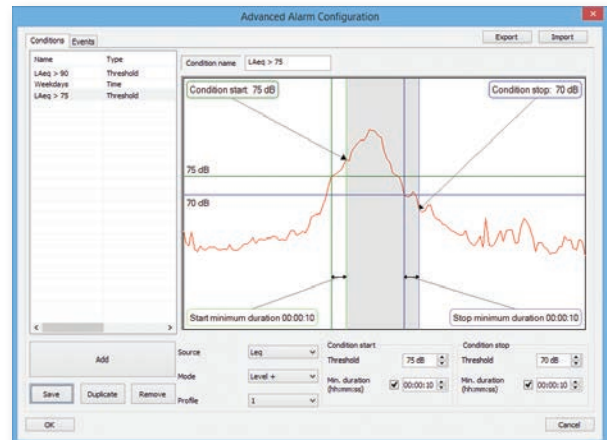 Advanced Alarm Configuration
Conditions Events
Export Import
Name Type
LAeq > 90 Threshold
Weekdays Time
LAeq > 75 Threshold
Condition name LAeq > 75
Condition start: 75 dB
Condition stop: 70 dB
75 dB
70 dB
Start minimum duration 00:00:10
Stop minimum duration 00:00:10
Add
Save Duplicate Remove
Source Leq
Mode Level +
Profile 1
Condition start
Threshold 75 dB
Min. duration (hh:mm:ss) 00:00:10
Condition stop
Threshold 70 dB
Min. duration (hh:mm:ss) 00:00:10
OK
Cancel